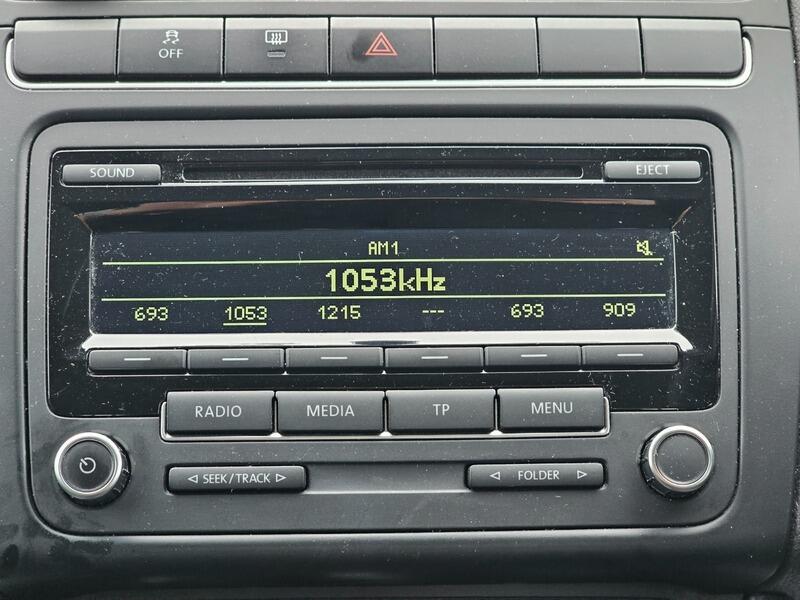 OFF
SOUND
EJECT
AM1
1053kHz
693 1053 1215 --- 693 909
RADIO MEDIA TP MENU
SEEK/TRACK FOLDER